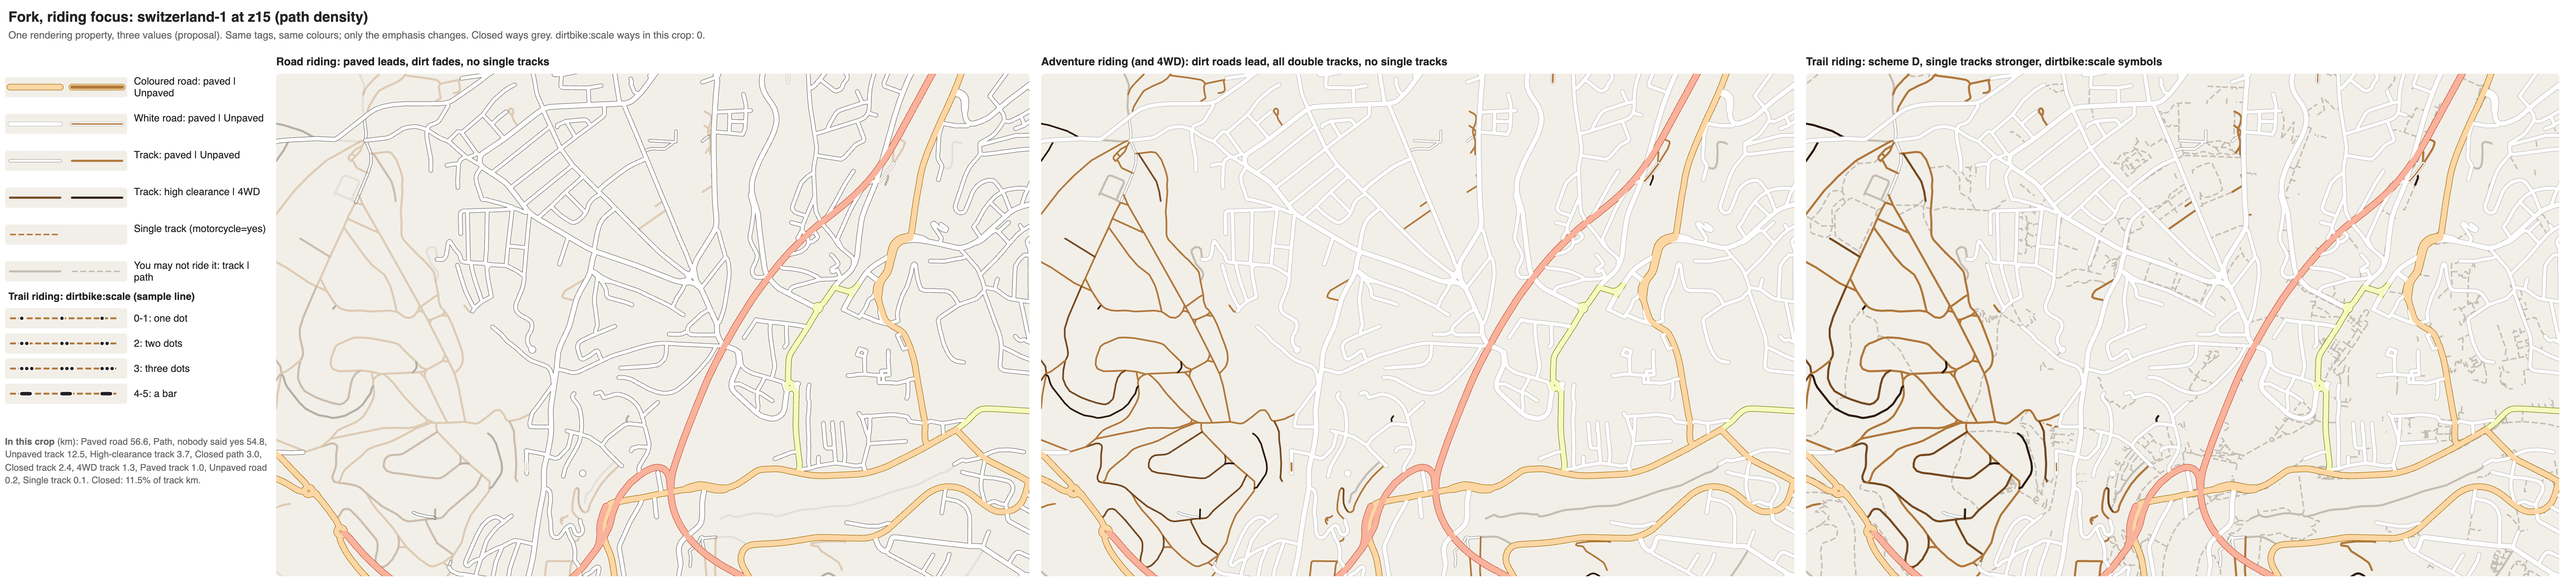 Fork, riding focus: switzerland-1 at z15 (path density)
One rendering property, three values (proposal). Same tags, same colours; only the emphasis changes. Closed ways grey. dirtbike:scale ways in this crop: 0.
Road riding: paved leads, dirt fades, no single tracks
Adventure riding (and 4WD): dirt roads lead, all double tracks, no single tracks
Trail riding: scheme D, single tracks stronger, dirtbike:scale symbols
Coloured road: paved |
Unpaved
White road: paved | Unpaved
Track: paved | Unpaved
Track: high clearance | 4WD
Single track (motorcycle=yes)
You may not ride it: track |
path
Trail riding: dirtbike:scale (sample line)
0-1: one dot
2: two dots
3: three dots
4-5: a bar
In this crop (km): Paved road 56.6, Path, nobody said yes 54.8,
Unpaved track 12.5, High-clearance track 3.7, Closed path 3.0,
Closed track 2.4, 4WD track 1.3, Paved track 1.0, Unpaved road
0.2, Single track 0.1. Closed: 11.5% of track km.